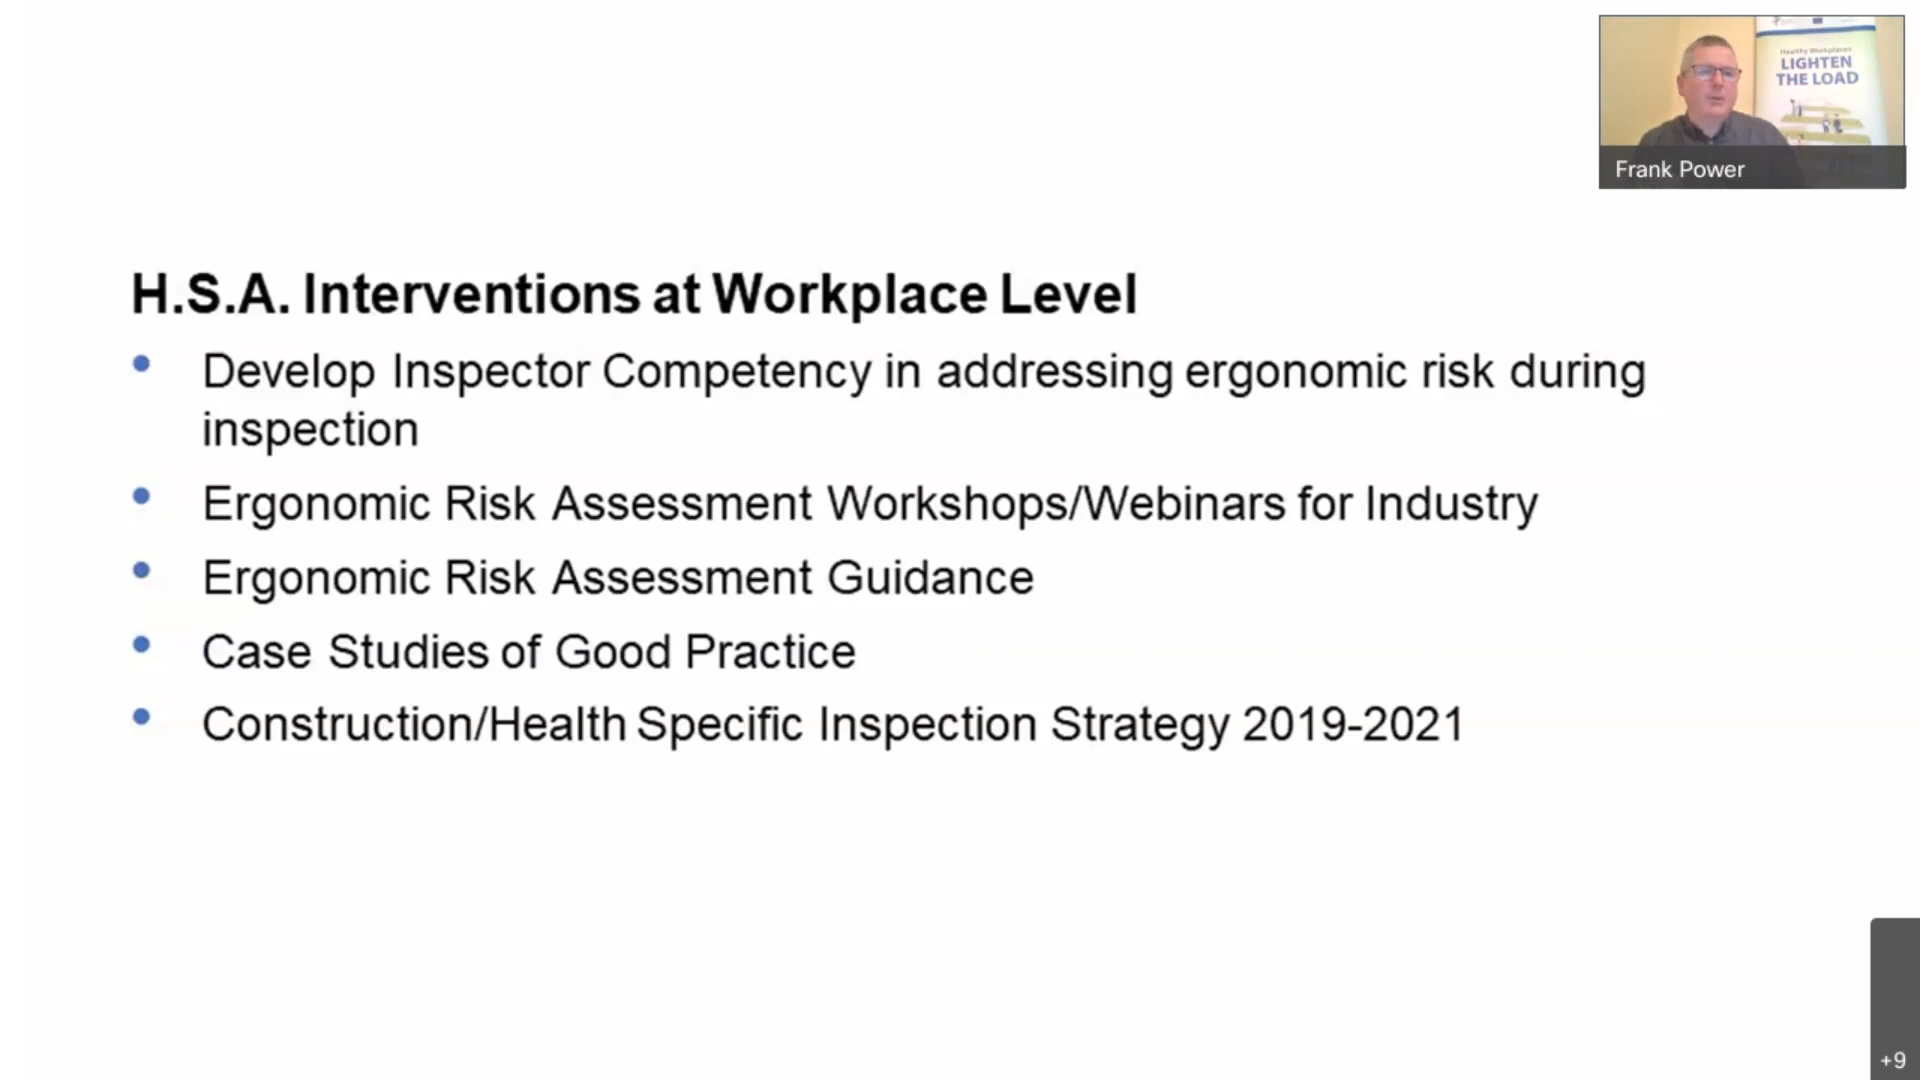 Healthy Workplaces
LIGHTEN
THE LOAD
Frank Power
H.S.A. Interventions at Workplace Level
• Develop Inspector Competency in addressing ergonomic risk during
inspection
• Ergonomic Risk Assessment Workshops/Webinars for Industry
• Ergonomic Risk Assessment Guidance
• Case Studies of Good Practice
• Construction/Health Specific Inspection Strategy 2019-2021
+9